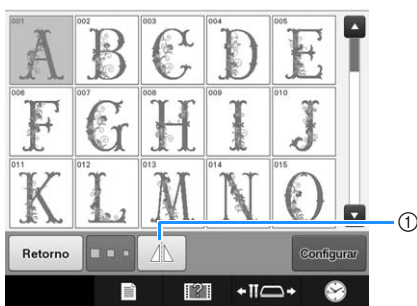 001 002 003 004 005
A B C D E
006 007 008 009 010
F G H I J
011 012 013 014 015
K L M N O
①
Retorno Configurar